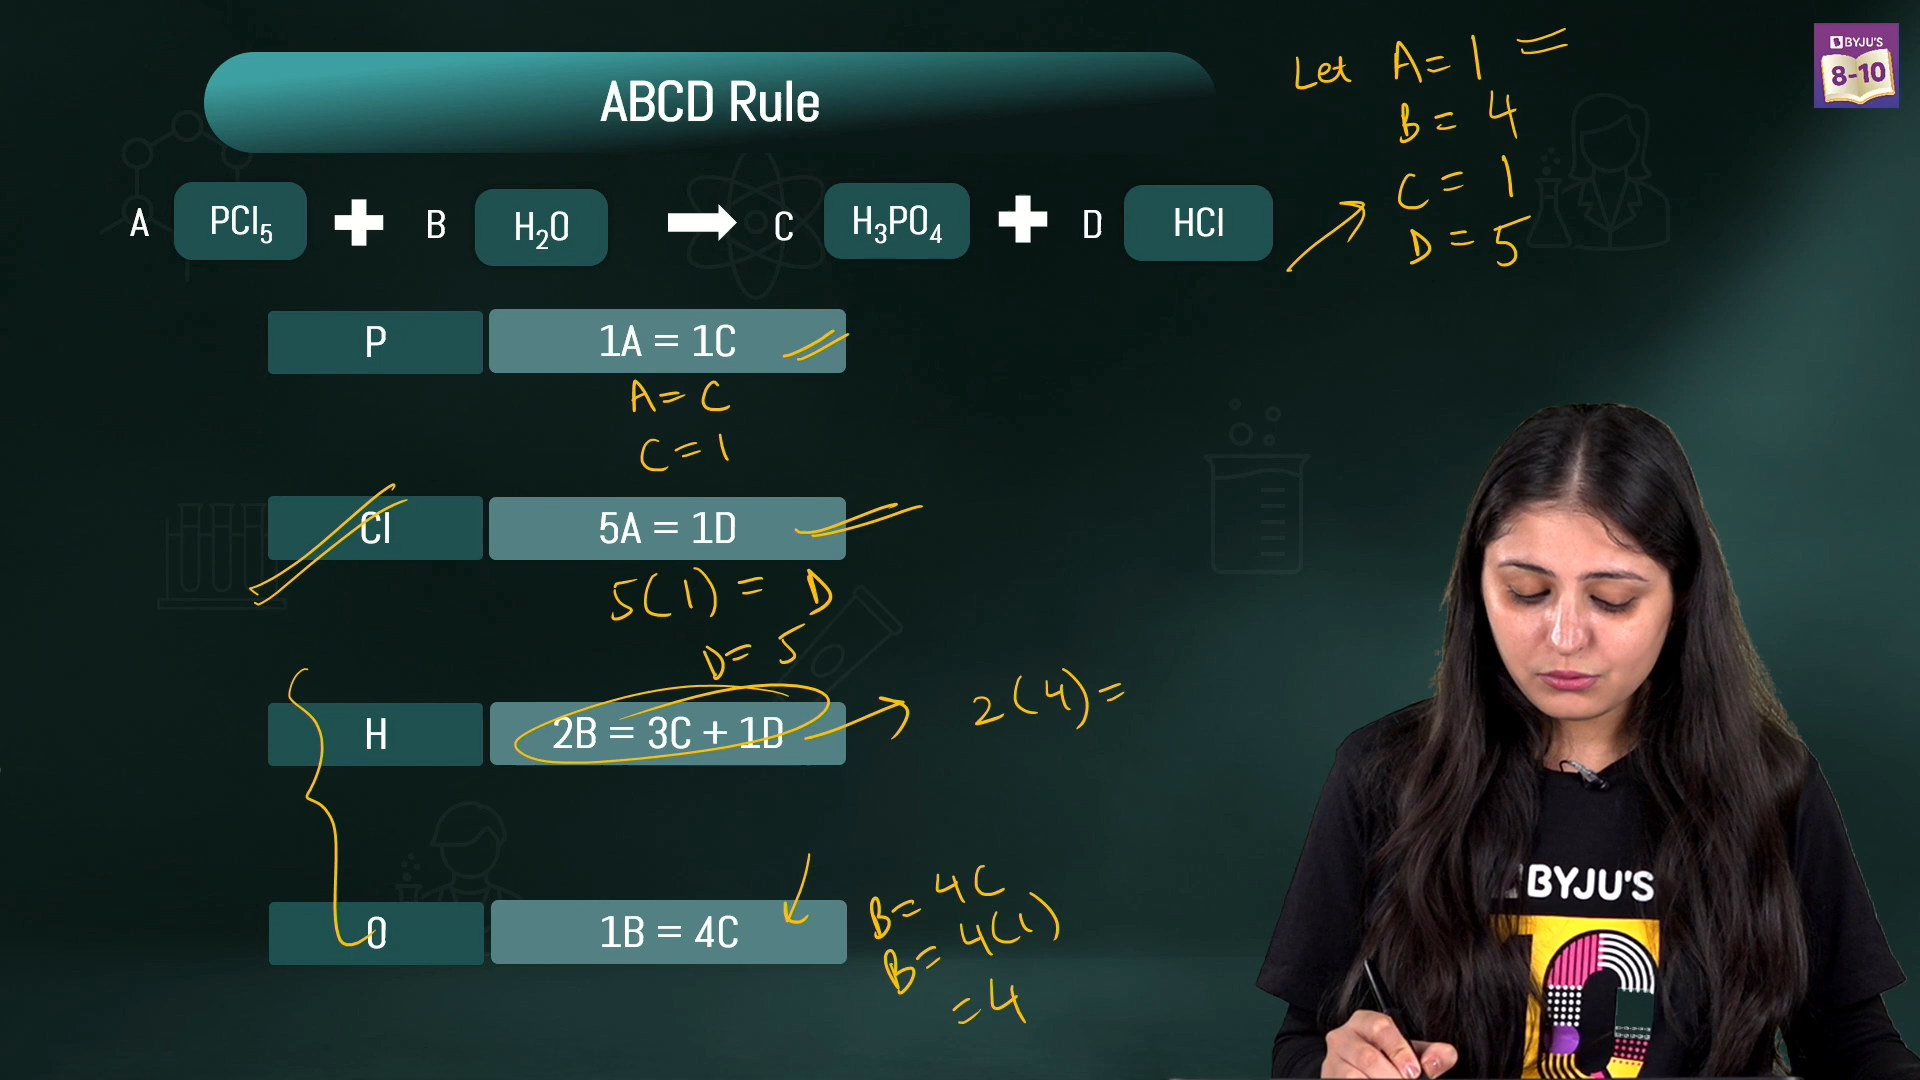 ABCD Rule
Let A = 1
B = 4
C = 1
D = 5
BYJU'S
8-10
A PCl₅ + B H₂O → C H₃PO₄ + D HCl
P 1A = 1C
A = C
C = 1
Cl 5A = 1D
5(1) = D
D = 5
H 2B = 3C + 1D
2(4) =
O 1B = 4C
B = 4C
B = 4(1)
= 4
BYJU'S
10